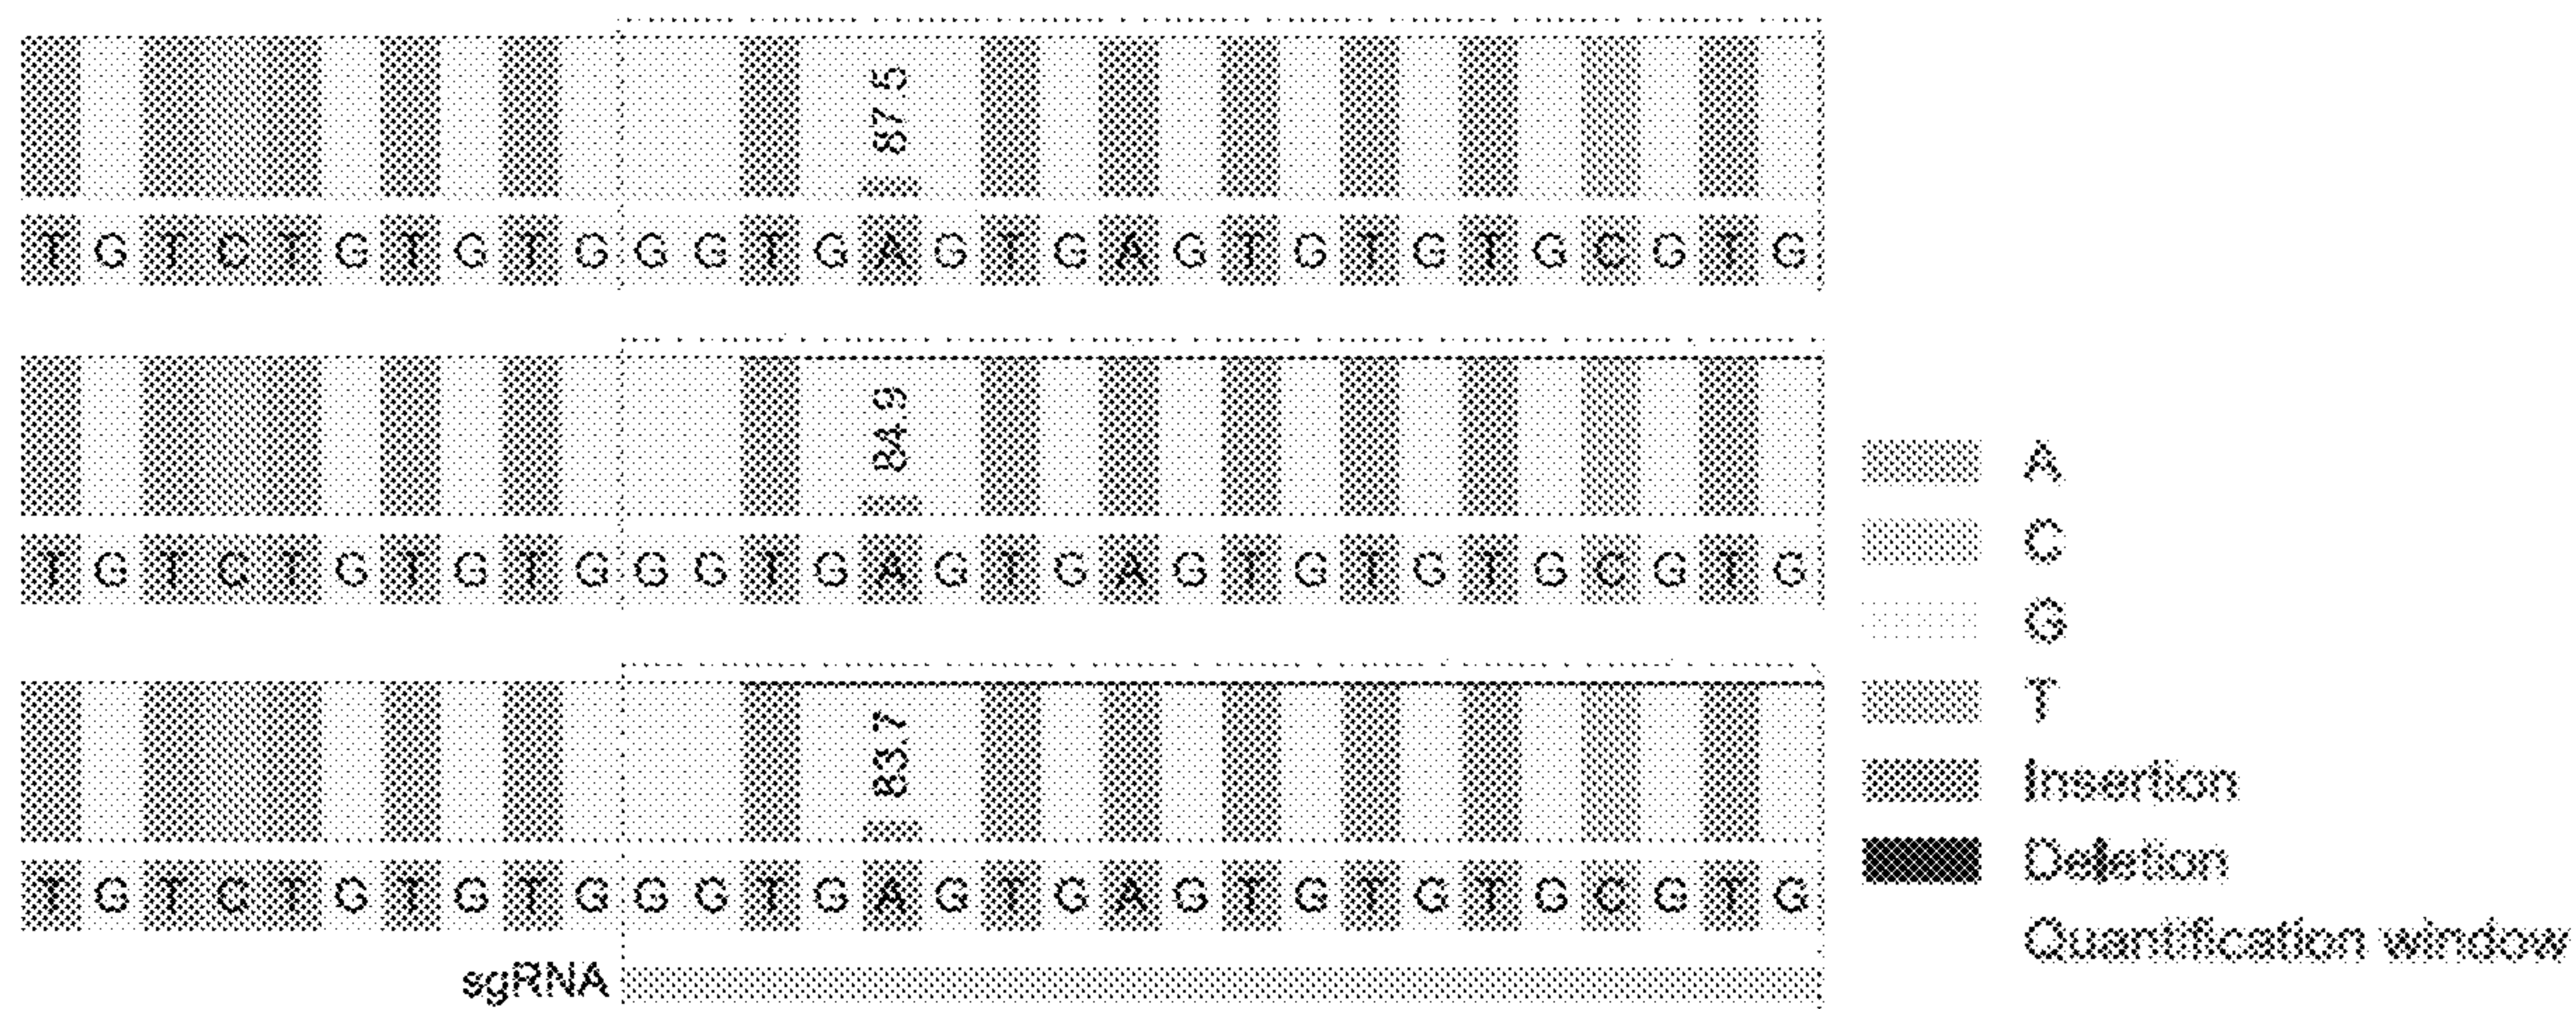 87.5
T G T C T G T G T G G G T G A G T G A G T G T G T G C G T G
84.9
T G T C T G T G T G G G T G A G T G A G T G T G T G C G T G
83.7
T G T C T G T G T G G G T G A G T G A G T G T G T G C G T G
sgRNA
A
C
G
T
Insertion
Deletion
Quantification window